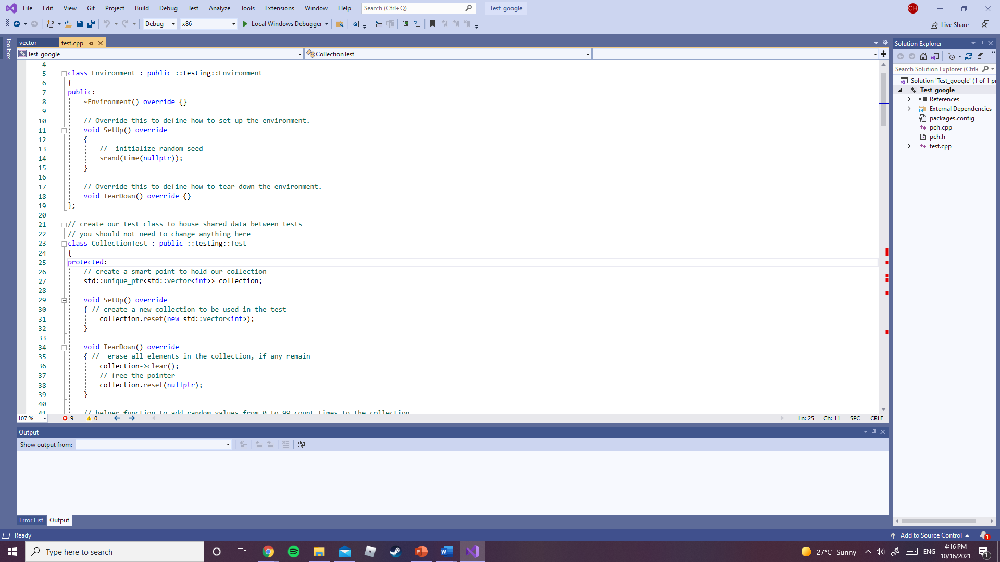 File Edit View Git Project Build Debug Test Analyze Tools Extensions Window Help Search (Ctrl+Q) Test_google CH
Debug x86 Local Windows Debugger Live Share
Toolbox
vector test.cpp
Test_google CollectionTest
4
5 class Environment : public ::testing::Environment
6 {
7 public:
8 ~Environment() override {}
9
10 // Override this to define how to set up the environment.
11 void SetUp() override
12 {
13 //  initialize random seed
14 srand(time(nullptr));
15 }
16
17 // Override this to define how to tear down the environment.
18 void TearDown() override {}
19 };
20
21 // create our test class to house shared data between tests
22 // you should not need to change anything here
23 class CollectionTest : public ::testing::Test
24 {
25 protected:
26 // create a smart point to hold our collection
27 std::unique_ptr<std::vector<int>> collection;
28
29 void SetUp() override
30 { // create a new collection to be used in the test
31 collection.reset(new std::vector<int>);
32 }
33
34 void TearDown() override
35 { //  erase all elements in the collection, if any remain
36 collection->clear();
37 // free the pointer
38 collection.reset(nullptr);
39 }
40
41 // helper function to add random values from 0 to 99 count times to the collection
107 % 9 0 Ln: 25 Ch: 11 SPC CRLF
Output
Show output from:
Error List Output
Solution Explorer
Search Solution Explorer (Ctrl+
Solution 'Test_google' (1 of 1 pr
Test_google
References
External Dependencies
packages.config
pch.cpp
pch.h
test.cpp
Ready Add to Source Control 1
Type here to search 27°C Sunny ENG 4:16 PM
10/16/2021 1